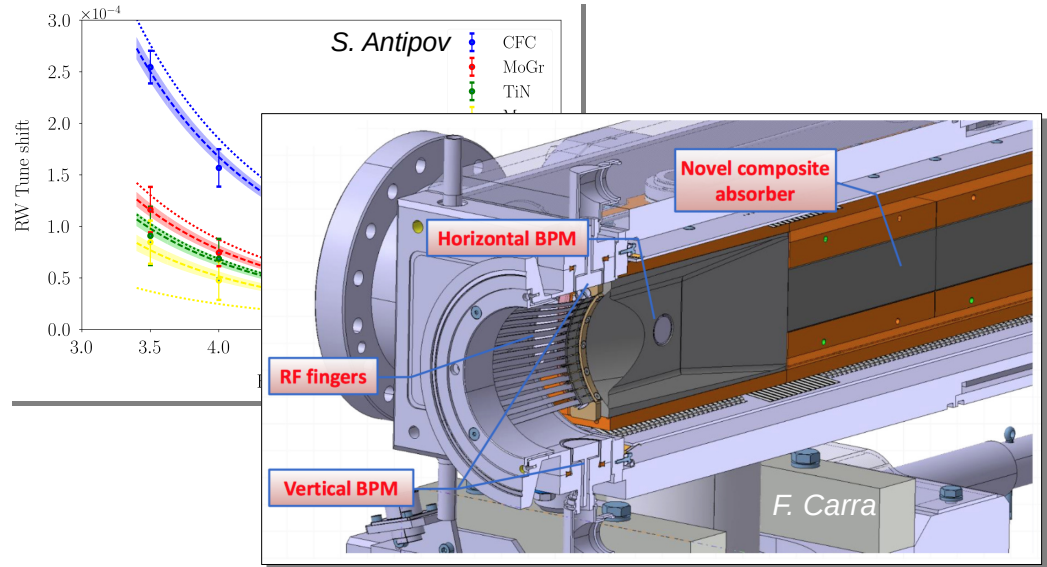 ×10⁻⁴
3.0
2.5
2.0
1.5
1.0
0.5
0.0
3.0
3.5
4.0
RW Tune shift
S. Antipov
CFC
MoGr
TiN
Novel composite
absorber
Horizontal BPM
RF fingers
Vertical BPM
F. Carra